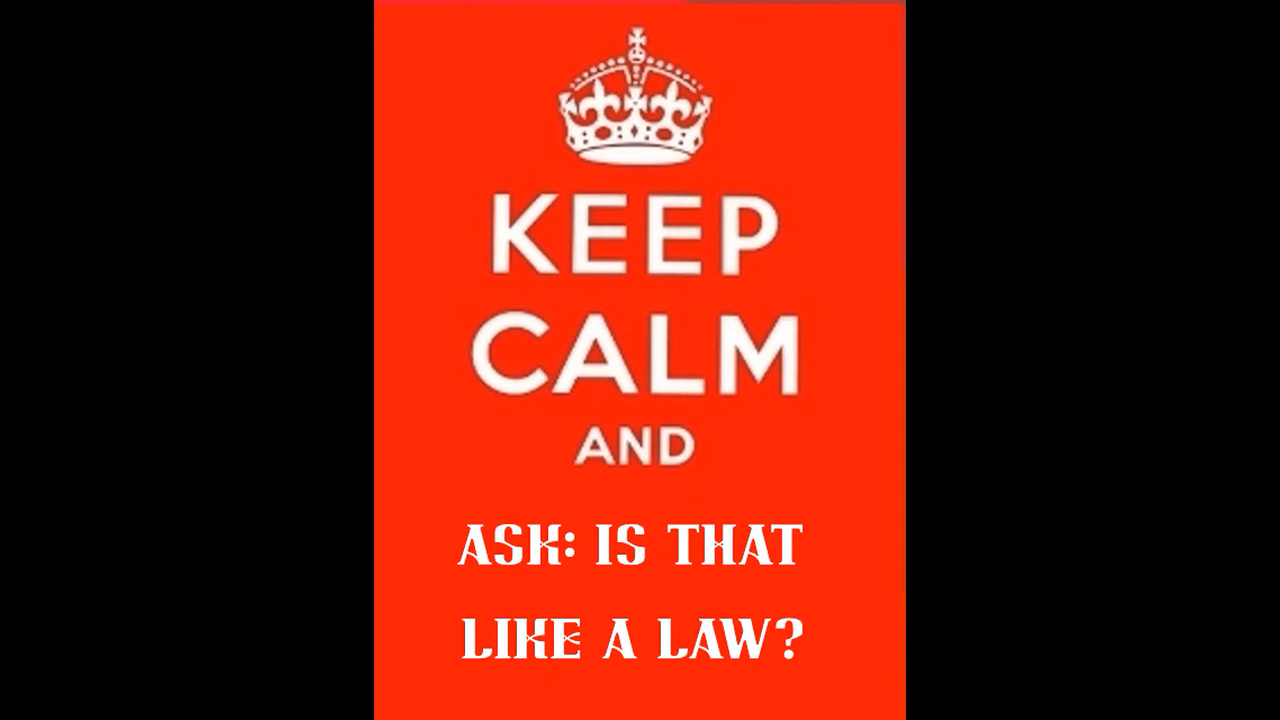 KEEP
CALM
AND
ASK: IS THAT
LIKE A LAW?